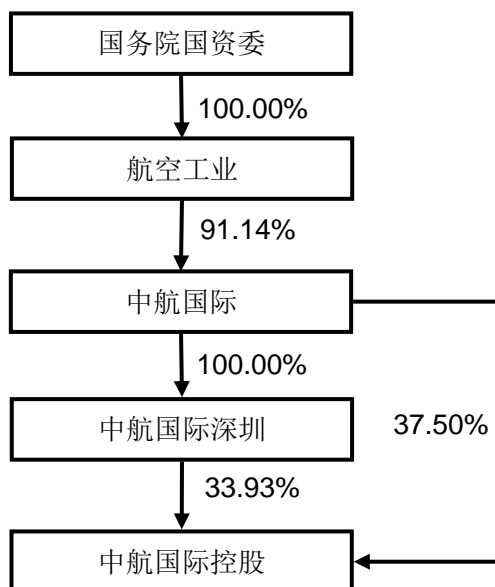 国务院国资委
100.00%
航空工业
91.14%
中航国际
100.00%
中航国际深圳
37.50%
33.93%
中航国际控股